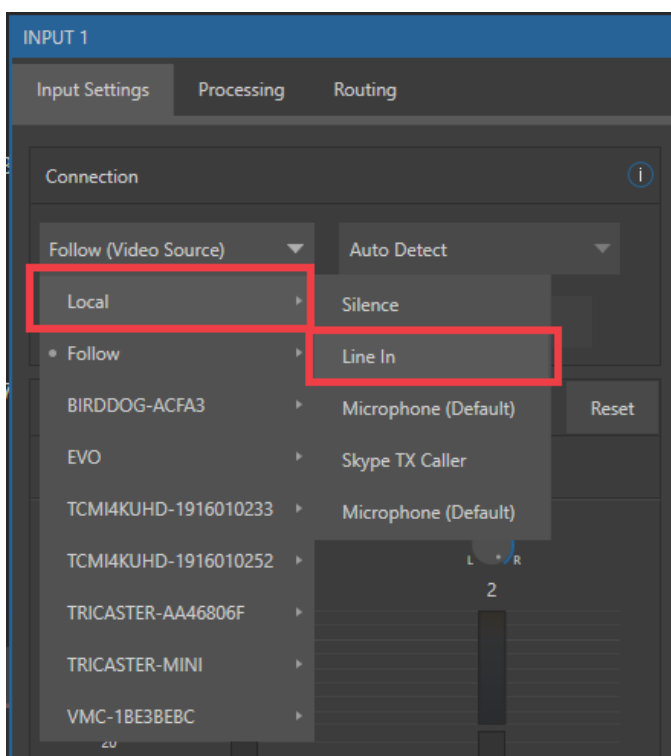 INPUT 1
Input Settings Processing Routing
Connection i
Follow (Video Source) Auto Detect
Local
Follow
BIRDDOG-ACFA3
EVO
TCMI4KUHD-1916010233
TCMI4KUHD-1916010252
TRICASTER-AA46806F
TRICASTER-MINI
VMC-1BE3BEBC
Silence
Line In
Microphone (Default)
Skype TX Caller
Microphone (Default)
Reset
L R
2
20